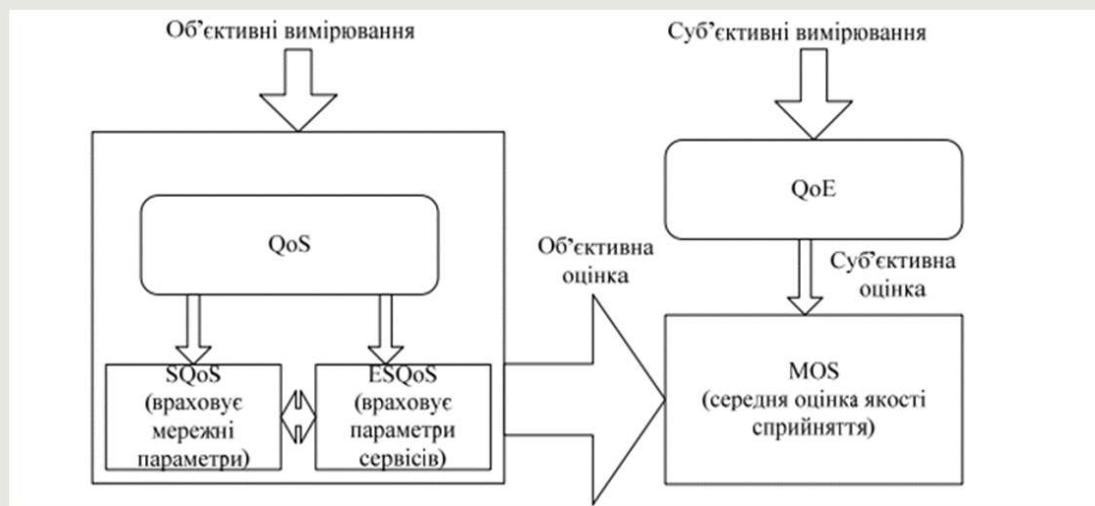 Об’єктивні вимірювання
Суб’єктивні вимірювання
QoS
QoE
Об’єктивна
оцінка
Суб’єктивна
оцінка
SQoS
(враховує
мережні
параметри)
ESQoS
(враховує
параметри
сервісів)
MOS
(середня оцінка якості
сприйняття)